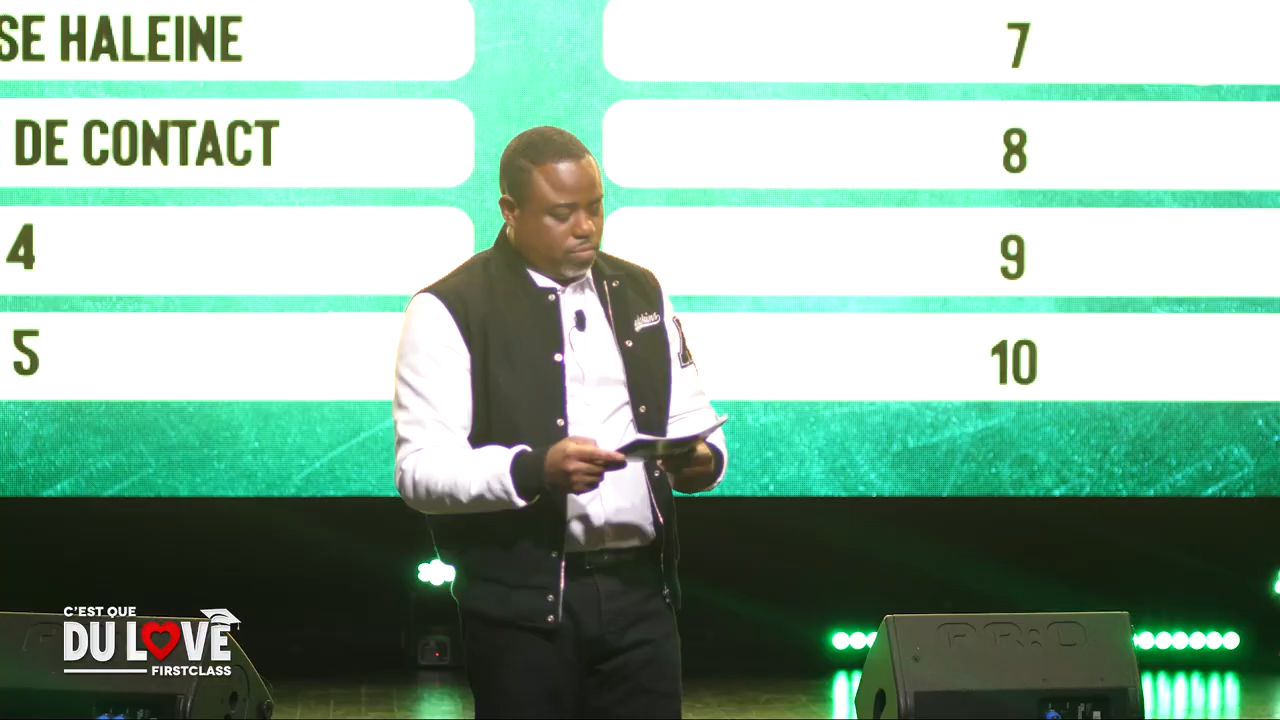 SE HALEINE
DE CONTACT
4
5
7
8
9
10
C'EST QUE
DU LOVE
FIRSTCLASS